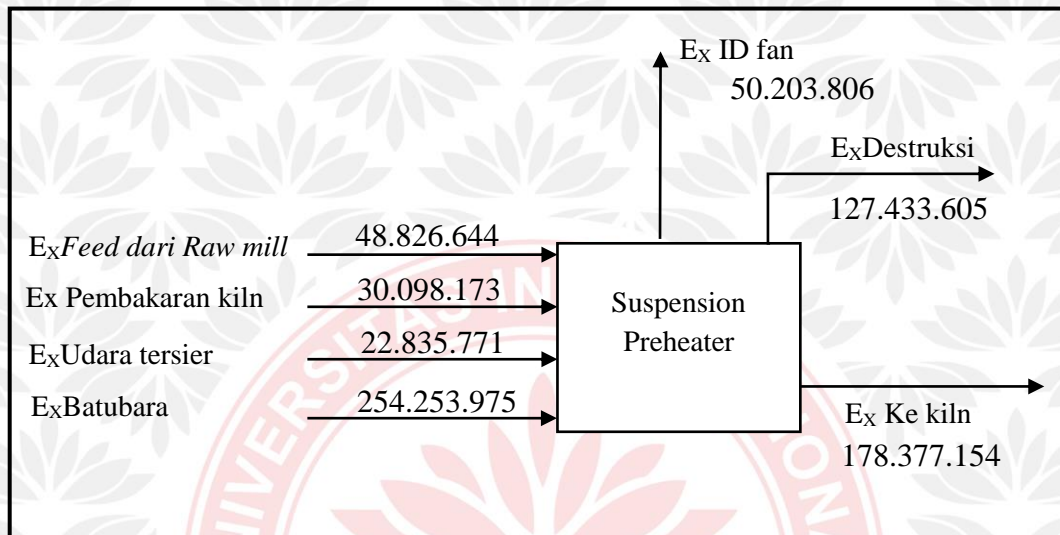 Ex ID fan
50.203.806
ExDestruksi
127.433.605
ExFeed dari Raw mill 48.826.644
Ex Pembakaran kiln 30.098.173
ExUdara tersier 22.835.771
ExBatubara 254.253.975
Suspension
Preheater
Ex Ke kiln
178.377.154
UNIVERSITAS IN